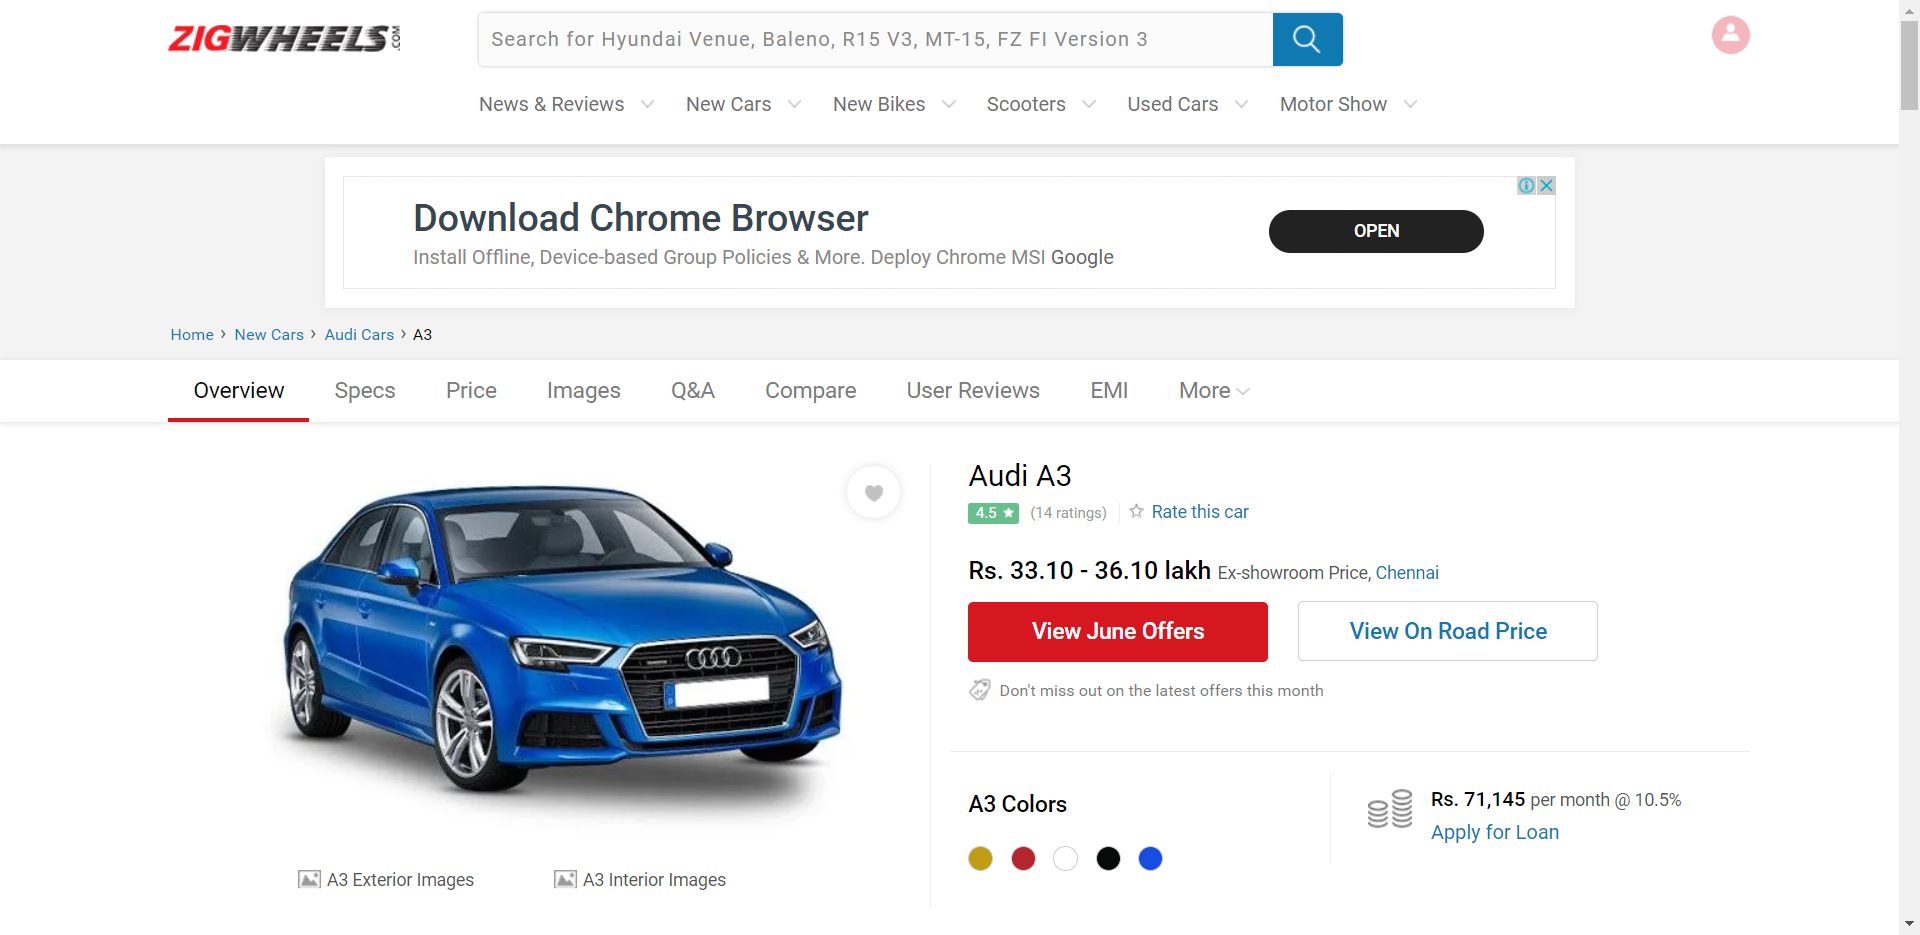 ZIGWHEELS.COM
Search for Hyundai Venue, Baleno, R15 V3, MT-15, FZ FI Version 3
News & Reviews New Cars New Bikes Scooters Used Cars Motor Show
Download Chrome Browser
Install Offline, Device-based Group Policies & More. Deploy Chrome MSI Google
OPEN
Home › New Cars › Audi Cars › A3
Overview Specs Price Images Q&A Compare User Reviews EMI More
Audi A3
4.5 ★ (14 ratings) Rate this car
Rs. 33.10 - 36.10 lakh Ex-showroom Price, Chennai
View June Offers View On Road Price
Don't miss out on the latest offers this month
A3 Colors
Rs. 71,145 per month @ 10.5%
Apply for Loan
A3 Exterior Images A3 Interior Images